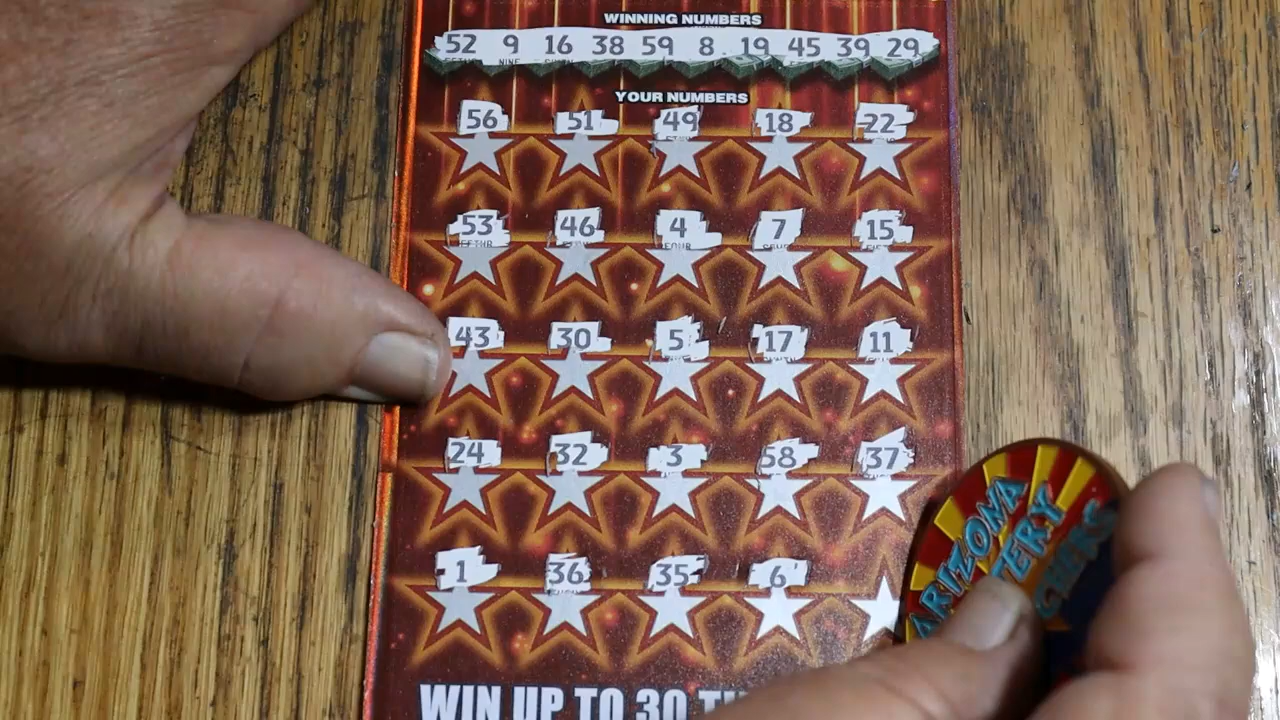 WINNING NUMBERS
52 9 16 38 59 8 19 45 39 29
NINE
YOUR NUMBERS
56 51 49 18 22
53 46 4 7 15
FOUR
43 30 5 17 11
24 32 3 58 37
1 36 35 6
WIN UP TO 30
ARIZONA